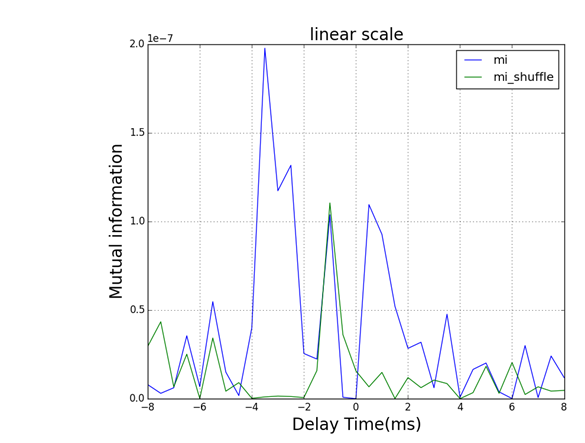 linear scale
1e−7
2.0
1.5
1.0
0.5
0.0
Mutual information
mi
mi_shuffle
−8 −6 −4 −2 0 2 4 6 8
Delay Time(ms)